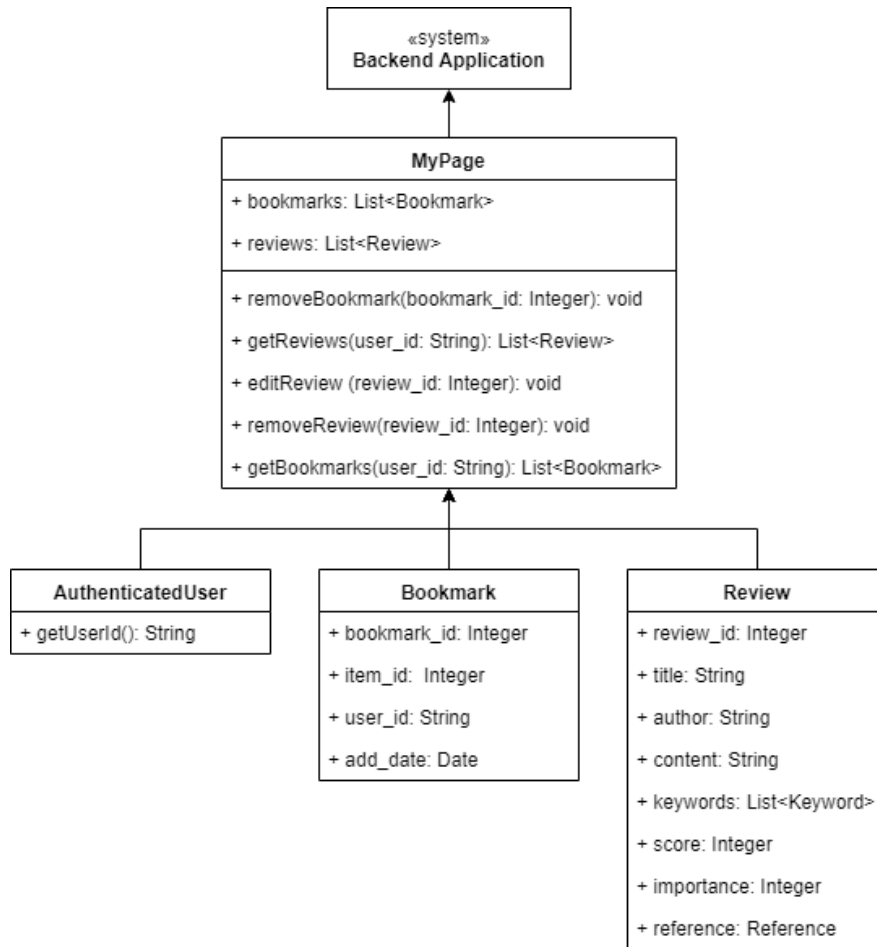 «system»
Backend Application
MyPage
+ bookmarks: List<Bookmark>
+ reviews: List<Review>
+ removeBookmark(bookmark_id: Integer): void
+ getReviews(user_id: String): List<Review>
+ editReview (review_id: Integer): void
+ removeReview(review_id: Integer): void
+ getBookmarks(user_id: String): List<Bookmark>
AuthenticatedUser
+ getUserId(): String
Bookmark
+ bookmark_id: Integer
+ item_id:  Integer
+ user_id: String
+ add_date: Date
Review
+ review_id: Integer
+ title: String
+ author: String
+ content: String
+ keywords: List<Keyword>
+ score: Integer
+ importance: Integer
+ reference: Reference